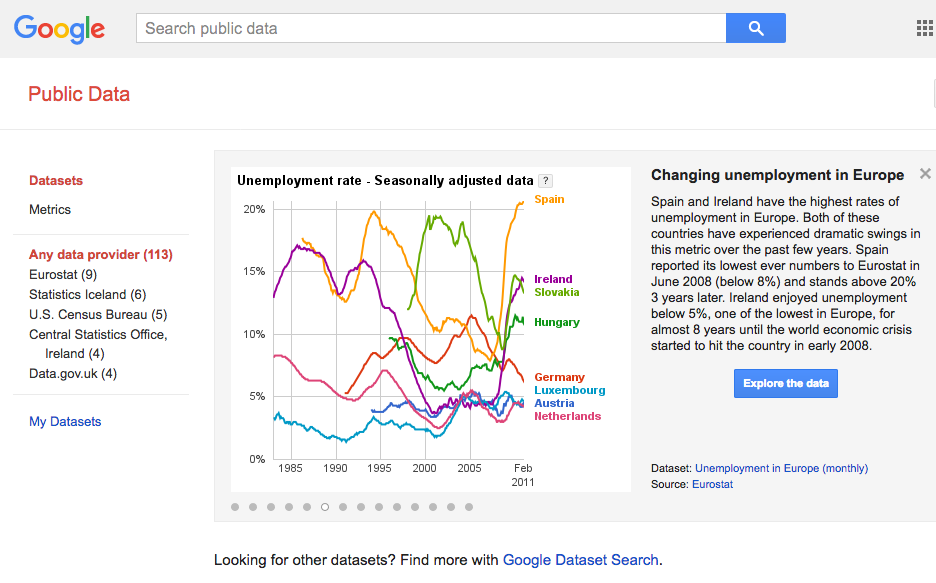 Google
Search public data
Public Data
Datasets
Metrics
Any data provider (113)
Eurostat (9)
Statistics Iceland (6)
U.S. Census Bureau (5)
Central Statistics Office,
Ireland (4)
Data.gov.uk (4)
My Datasets
Unemployment rate - Seasonally adjusted data ?
20%
15%
10%
5%
0%
1985 1990 1995 2000 2005 Feb
2011
Spain
Ireland
Slovakia
Hungary
Germany
Luxembourg
Austria
Netherlands
Changing unemployment in Europe
Spain and Ireland have the highest rates of
unemployment in Europe. Both of these
countries have experienced dramatic swings in
this metric over the past few years. Spain
reported its lowest ever numbers to Eurostat in
June 2008 (below 8%) and stands above 20%
3 years later. Ireland enjoyed unemployment
below 5%, one of the lowest in Europe, for
almost 8 years until the world economic crisis
started to hit the country in early 2008.
Explore the data
Dataset: Unemployment in Europe (monthly)
Source: Eurostat
Looking for other datasets? Find more with Google Dataset Search.